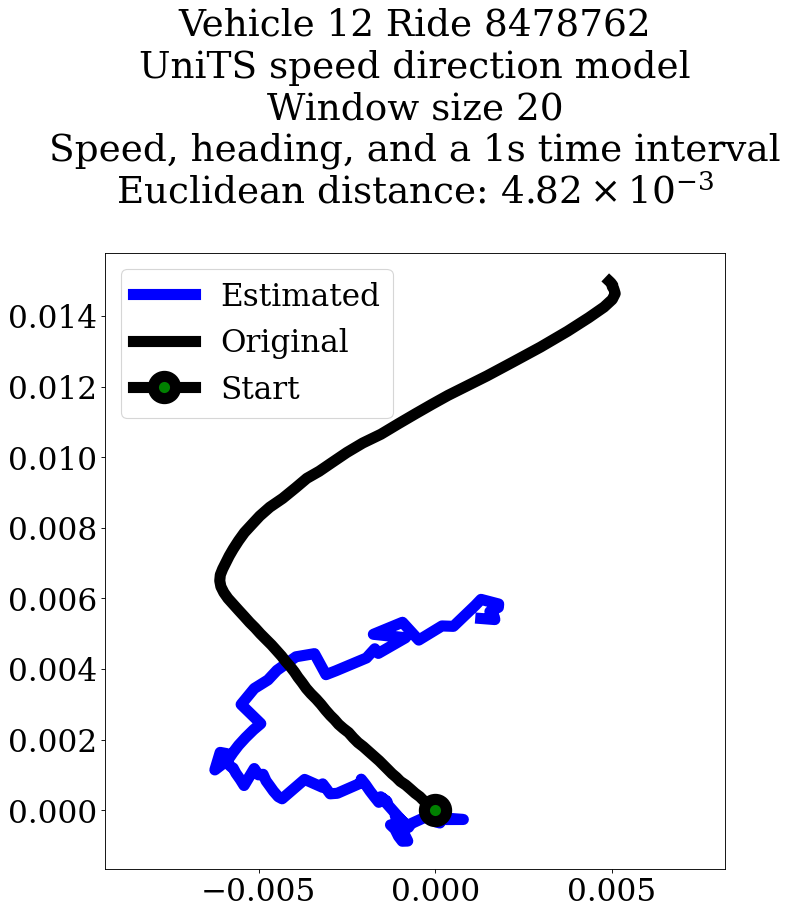 Vehicle 12 Ride 8478762
UniTS speed direction model
Window size 20
Speed, heading, and a 1s time interval
Euclidean distance: 4.82 × 10⁻³
Estimated
Original
Start
0.014
0.012
0.010
0.008
0.006
0.004
0.002
0.000
−0.005 0.000 0.005